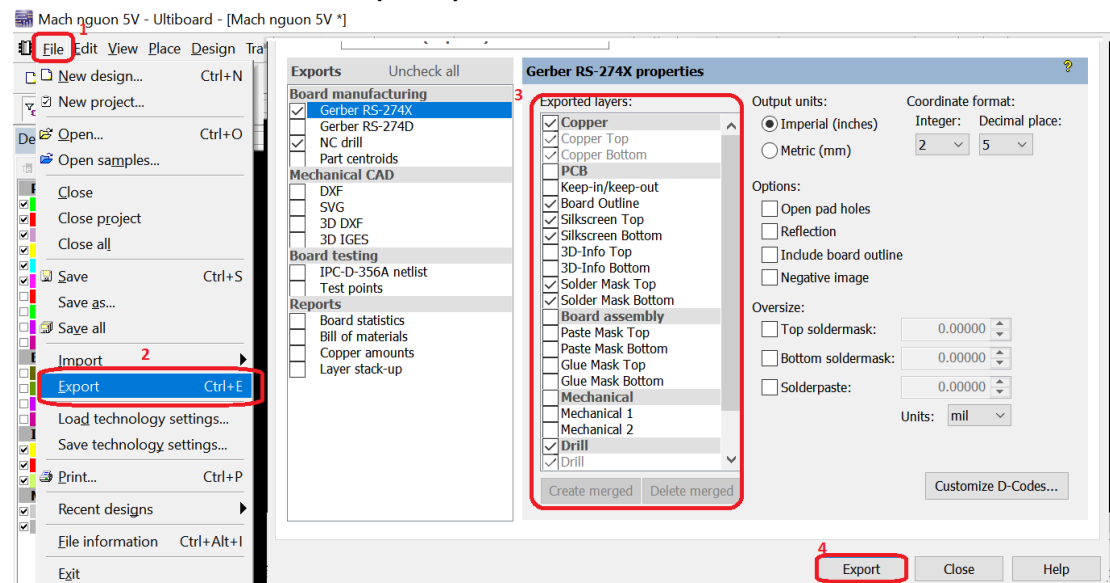 Mach nguon 5V - Ultiboard - [Mach nguon 5V *]
1
File Edit View Place Design Tra
New design... Ctrl+N
New project...
De
Open... Ctrl+O
Open samples...
Close
Close project
Close all
Save Ctrl+S
Save as...
Save all
Import
2
Export Ctrl+E
Load technology settings...
Save technology settings...
Print... Ctrl+P
Recent designs
File information Ctrl+Alt+I
Exit
Exports Uncheck all
Board manufacturing
Gerber RS-274X
Gerber RS-274D
NC drill
Part centroids
Mechanical CAD
DXF
SVG
3D DXF
3D IGES
Board testing
IPC-D-356A netlist
Test points
Reports
Board statistics
Bill of materials
Copper amounts
Layer stack-up
Gerber RS-274X properties ?
3
Exported layers:
Copper
Copper Top
Copper Bottom
PCB
Keep-in/keep-out
Board Outline
Silkscreen Top
Silkscreen Bottom
3D-Info Top
3D-Info Bottom
Solder Mask Top
Solder Mask Bottom
Board assembly
Paste Mask Top
Paste Mask Bottom
Glue Mask Top
Glue Mask Bottom
Mechanical
Mechanical 1
Mechanical 2
Drill
Drill
Create merged Delete merged
Output units:
Imperial (inches)
Metric (mm)
Coordinate format:
Integer: Decimal place:
2 5
Options:
Open pad holes
Reflection
Include board outline
Negative image
Oversize:
Top soldermask: 0.00000
Bottom soldermask: 0.00000
Solderpaste: 0.00000
Units: mil
Customize D-Codes...
4
Export Close Help